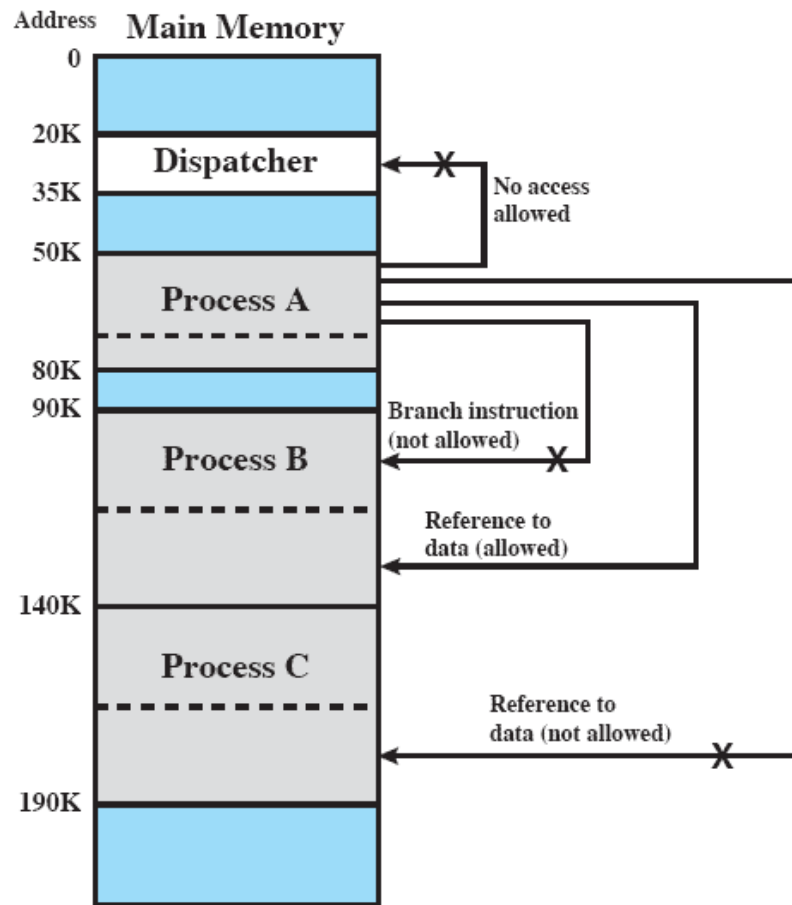 Address
Main Memory
0
20K
Dispatcher
X
35K
No access
allowed
50K
Process A
80K
90K
Branch instruction
(not allowed)
X
Process B
Reference to
data (allowed)
140K
Process C
Reference to
data (not allowed)
X
190K